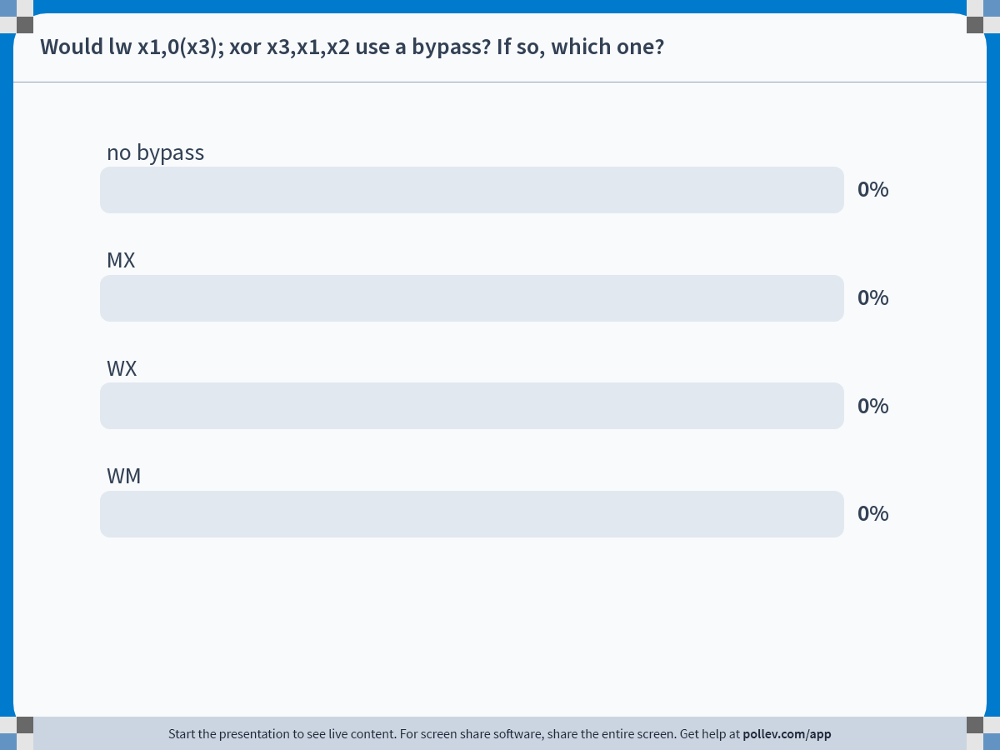 Would lw x1,0(x3); xor x3,x1,x2 use a bypass? If so, which one?
no bypass
0%
MX
0%
WX
0%
WM
0%
Start the presentation to see live content. For screen share software, share the entire screen. Get help at pollev.com/app